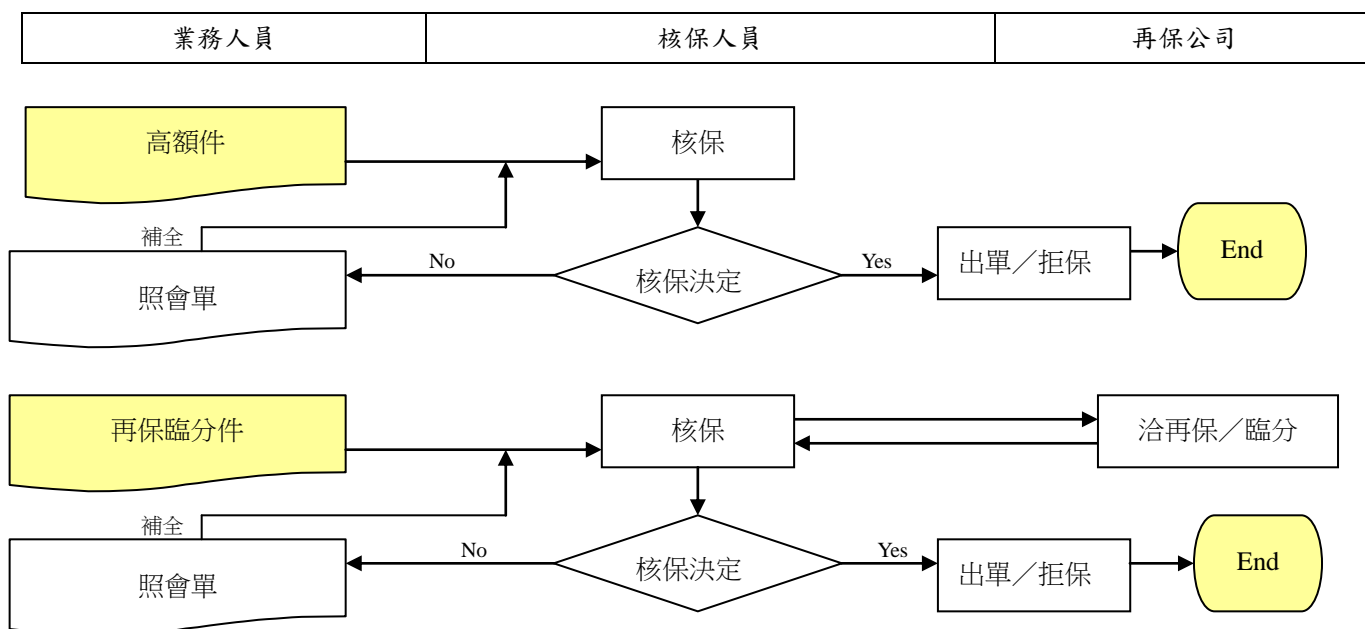 業務人員
核保人員
再保公司
高額件
核保
補全
照會單
No
核保決定
Yes
出單／拒保
End
再保臨分件
核保
洽再保／臨分
補全
照會單
No
核保決定
Yes
出單／拒保
End